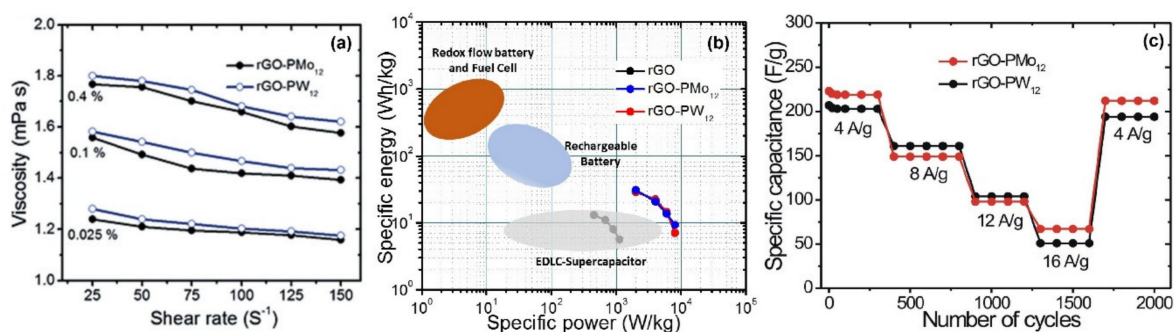 (a)
rGO-PMo12
rGO-PW12
0.4 %
0.1 %
0.025 %
Viscosity (mPa s)
2.0
1.8
1.6
1.4
1.2
1.0
25 50 75 100 125 150
Shear rate (S-1)
(b)
Redox flow battery
and Fuel Cell
rGO
rGO-PMo12
rGO-PW12
Rechargeable
Battery
EDLC-Supercapacitor
Specific energy (Wh/kg)
10^4
10^3
10^2
10^1
10^0
10^0 10^1 10^2 10^3 10^4 10^5
Specific power (W/kg)
(c)
rGO-PMo12
rGO-PW12
4 A/g
8 A/g
12 A/g
16 A/g
4 A/g
Specific capacitance (F/g)
300
250
200
150
100
50
0
0 500 1000 1500 2000
Number of cycles